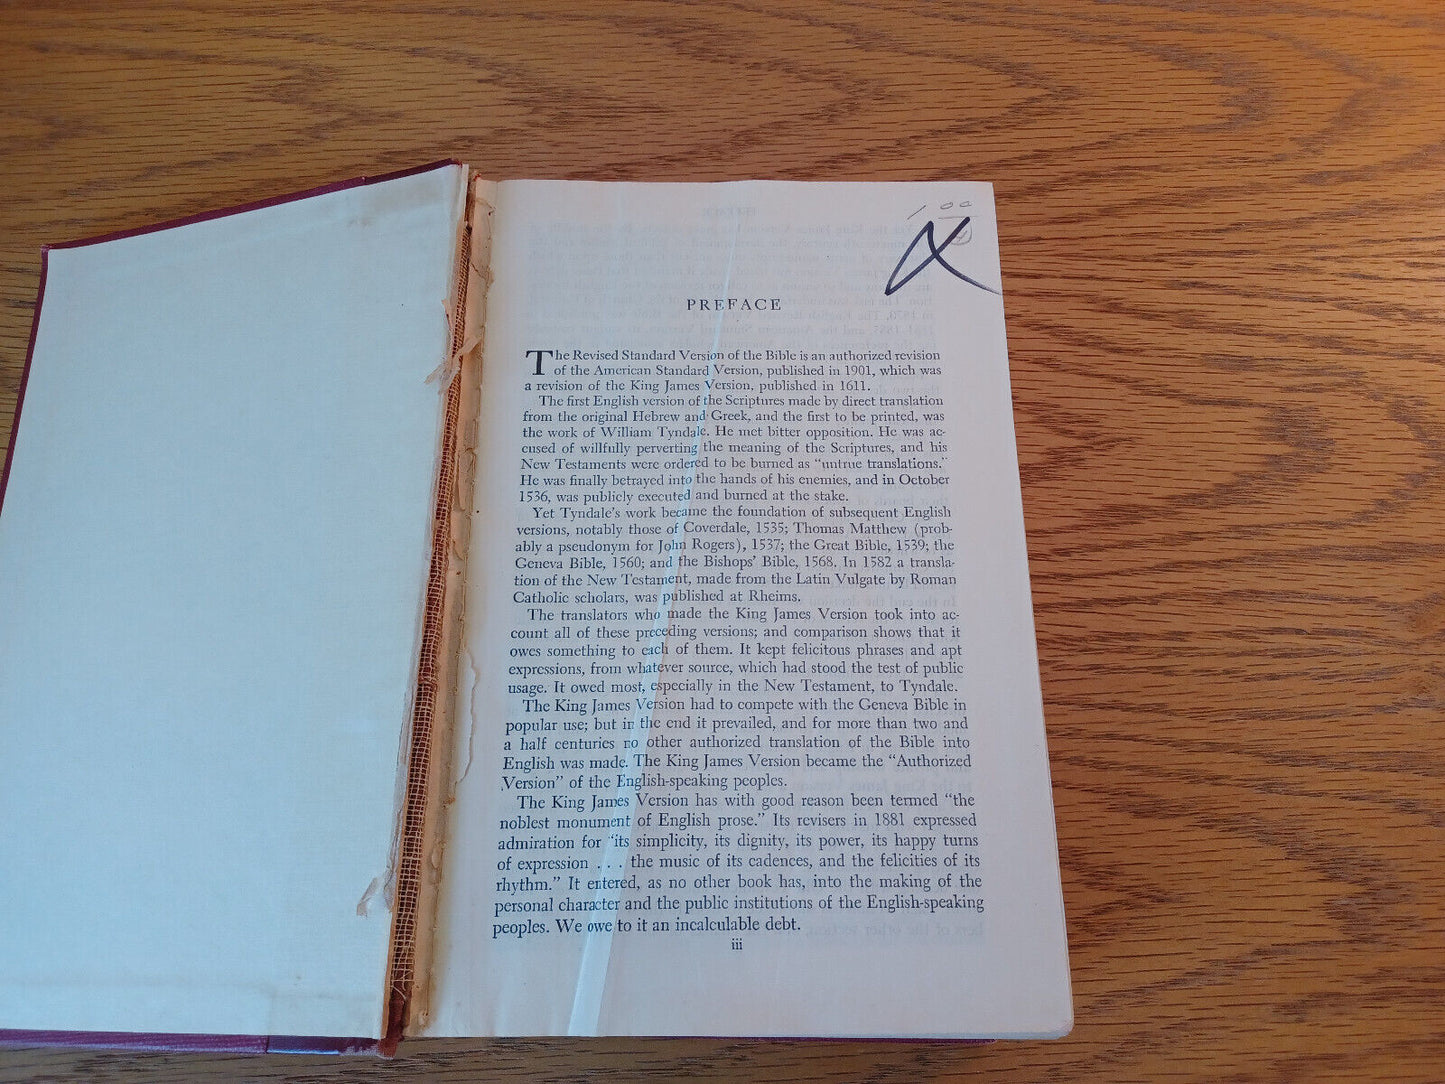 1 00
PREFACE
The Revised Standard Version of the Bible is an authorized revision
of the American Standard Version, published in 1901, which was
a revision of the King James Version, published in 1611.
The first English version of the Scriptures made by direct translation
from the original Hebrew and Greek, and the first to be printed, was
the work of William Tyndale. He met bitter opposition. He was ac-
cused of willfully perverting the meaning of the Scriptures, and his
New Testaments were ordered to be burned as “untrue translations.”
He was finally betrayed into the hands of his enemies, and in October
1536, was publicly executed and burned at the stake.
Yet Tyndale’s work became the foundation of subsequent English
versions, notably those of Coverdale, 1535; Thomas Matthew (prob-
ably a pseudonym for John Rogers), 1537; the Great Bible, 1539; the
Geneva Bible, 1560; and the Bishops’ Bible, 1568. In 1582 a transla-
tion of the New Testament, made from the Latin Vulgate by Roman
Catholic scholars, was published at Rheims.
The translators who made the King James Version took into ac-
count all of these preceding versions; and comparison shows that it
owes something to each of them. It kept felicitous phrases and apt
expressions, from whatever source, which had stood the test of public
usage. It owed most, especially in the New Testament, to Tyndale.
The King James Version had to compete with the Geneva Bible in
popular use; but in the end it prevailed, and for more than two and
a half centuries no other authorized translation of the Bible into
English was made. The King James Version became the “Authorized
Version” of the English-speaking peoples.
The King James Version has with good reason been termed “the
noblest monument of English prose.” Its revisers in 1881 expressed
admiration for “its simplicity, its dignity, its power, its happy turns
of expression . . . the music of its cadences, and the felicities of its
rhythm.” It entered, as no other book has, into the making of the
personal character and the public institutions of the English-speaking
peoples. We owe to it an incalculable debt.
iii